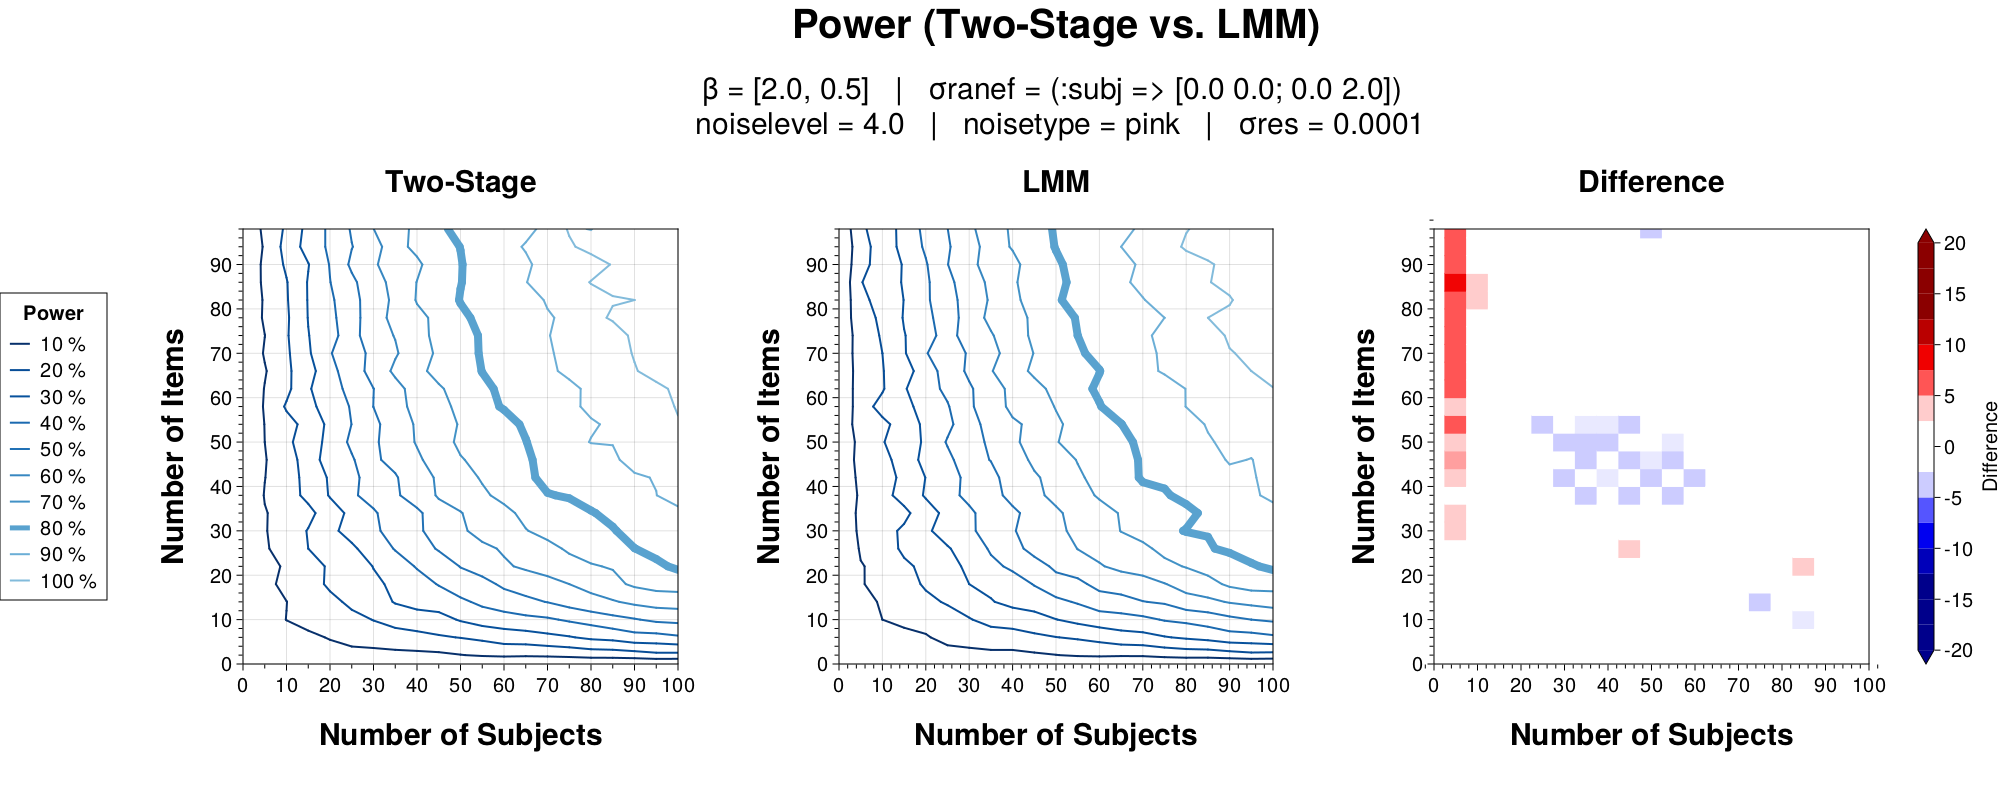 Power (Two-Stage vs. LMM)
β = [2.0, 0.5] | σranef = (:subj => [0.0 0.0; 0.0 2.0])
noiselevel = 4.0 | noisetype = pink | σres = 0.0001
Power
10 %
20 %
30 %
40 %
50 %
60 %
70 %
80 %
90 %
100 %
Two-Stage
Number of Items
90
80
70
60
50
40
30
20
10
0
0 10 20 30 40 50 60 70 80 90 100
Number of Subjects
LMM
Number of Items
90
80
70
60
50
40
30
20
10
0
0 10 20 30 40 50 60 70 80 90 100
Number of Subjects
Difference
Number of Items
90
80
70
60
50
40
30
20
10
0
0 10 20 30 40 50 60 70 80 90 100
Number of Subjects
20
15
10
5
0
-5
-10
-15
-20
Difference